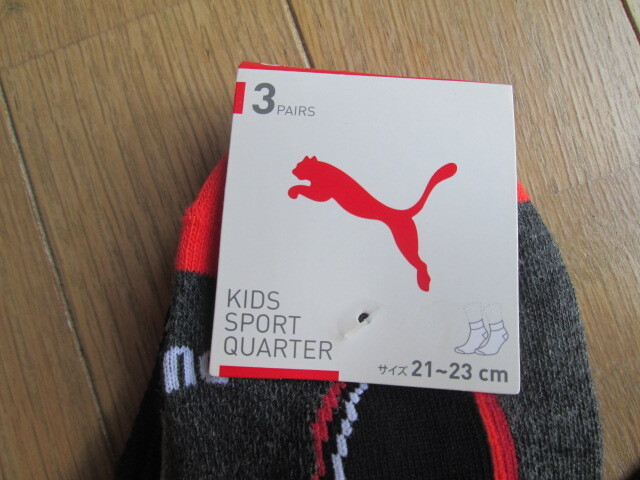 3 PAIRS
KIDS
SPORT
QUARTER
サイズ 21~23 cm